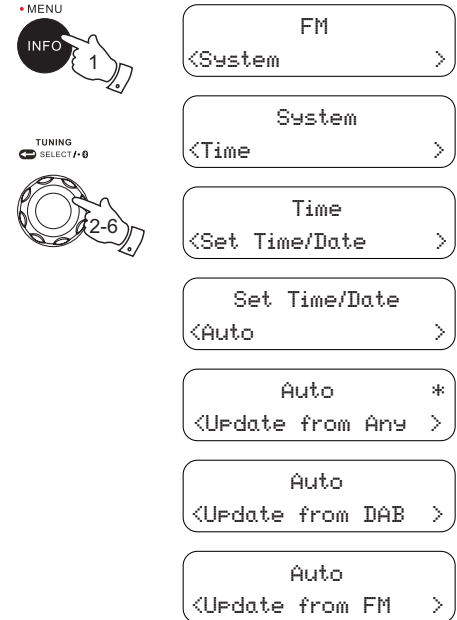 • MENU
INFO
1
TUNING
SELECT/•
2-6
FM
<System >
System
<Time >
Time
<Set Time/Date >
Set Time/Date
<Auto >
Auto *
<Update from Any >
Auto
<Update from DAB >
Auto
<Update from FM >